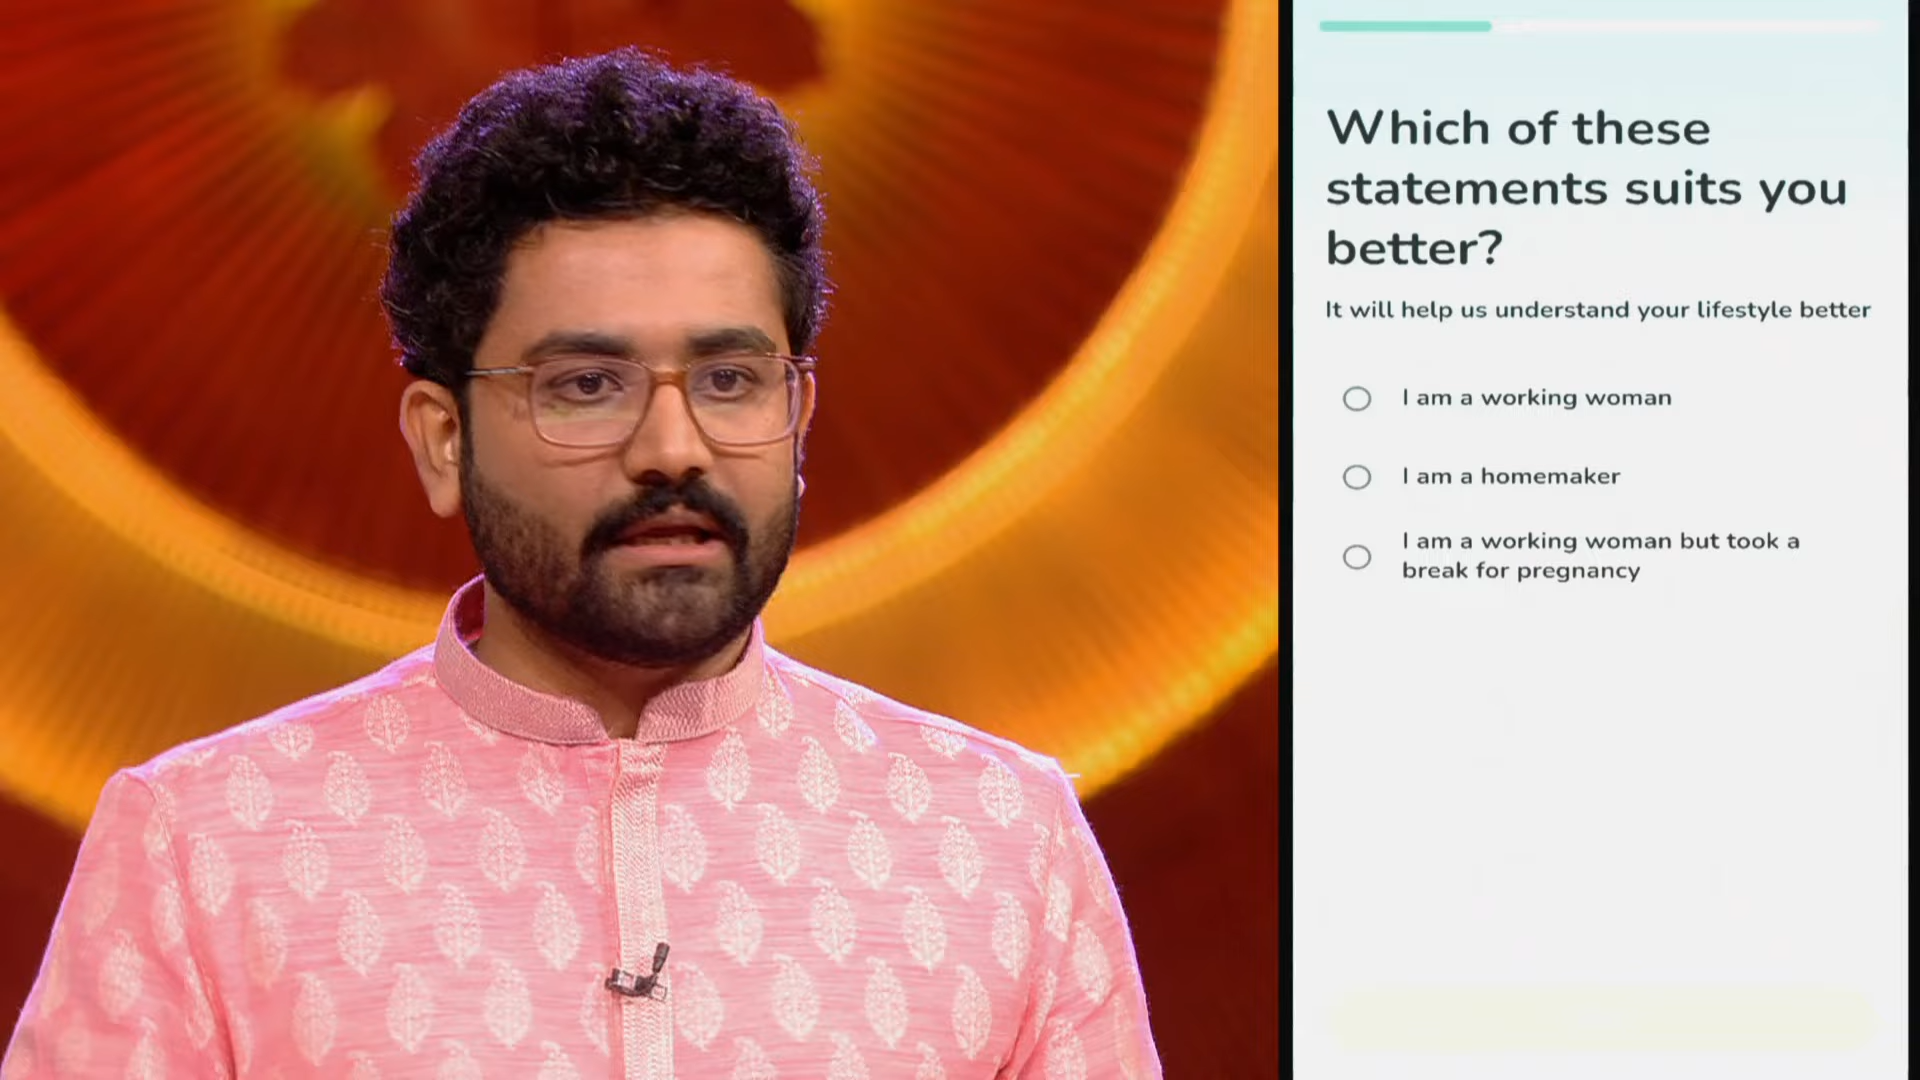 Which of these
statements suits you
better?
It will help us understand your lifestyle better
I am a working woman
I am a homemaker
I am a working woman but took a
break for pregnancy